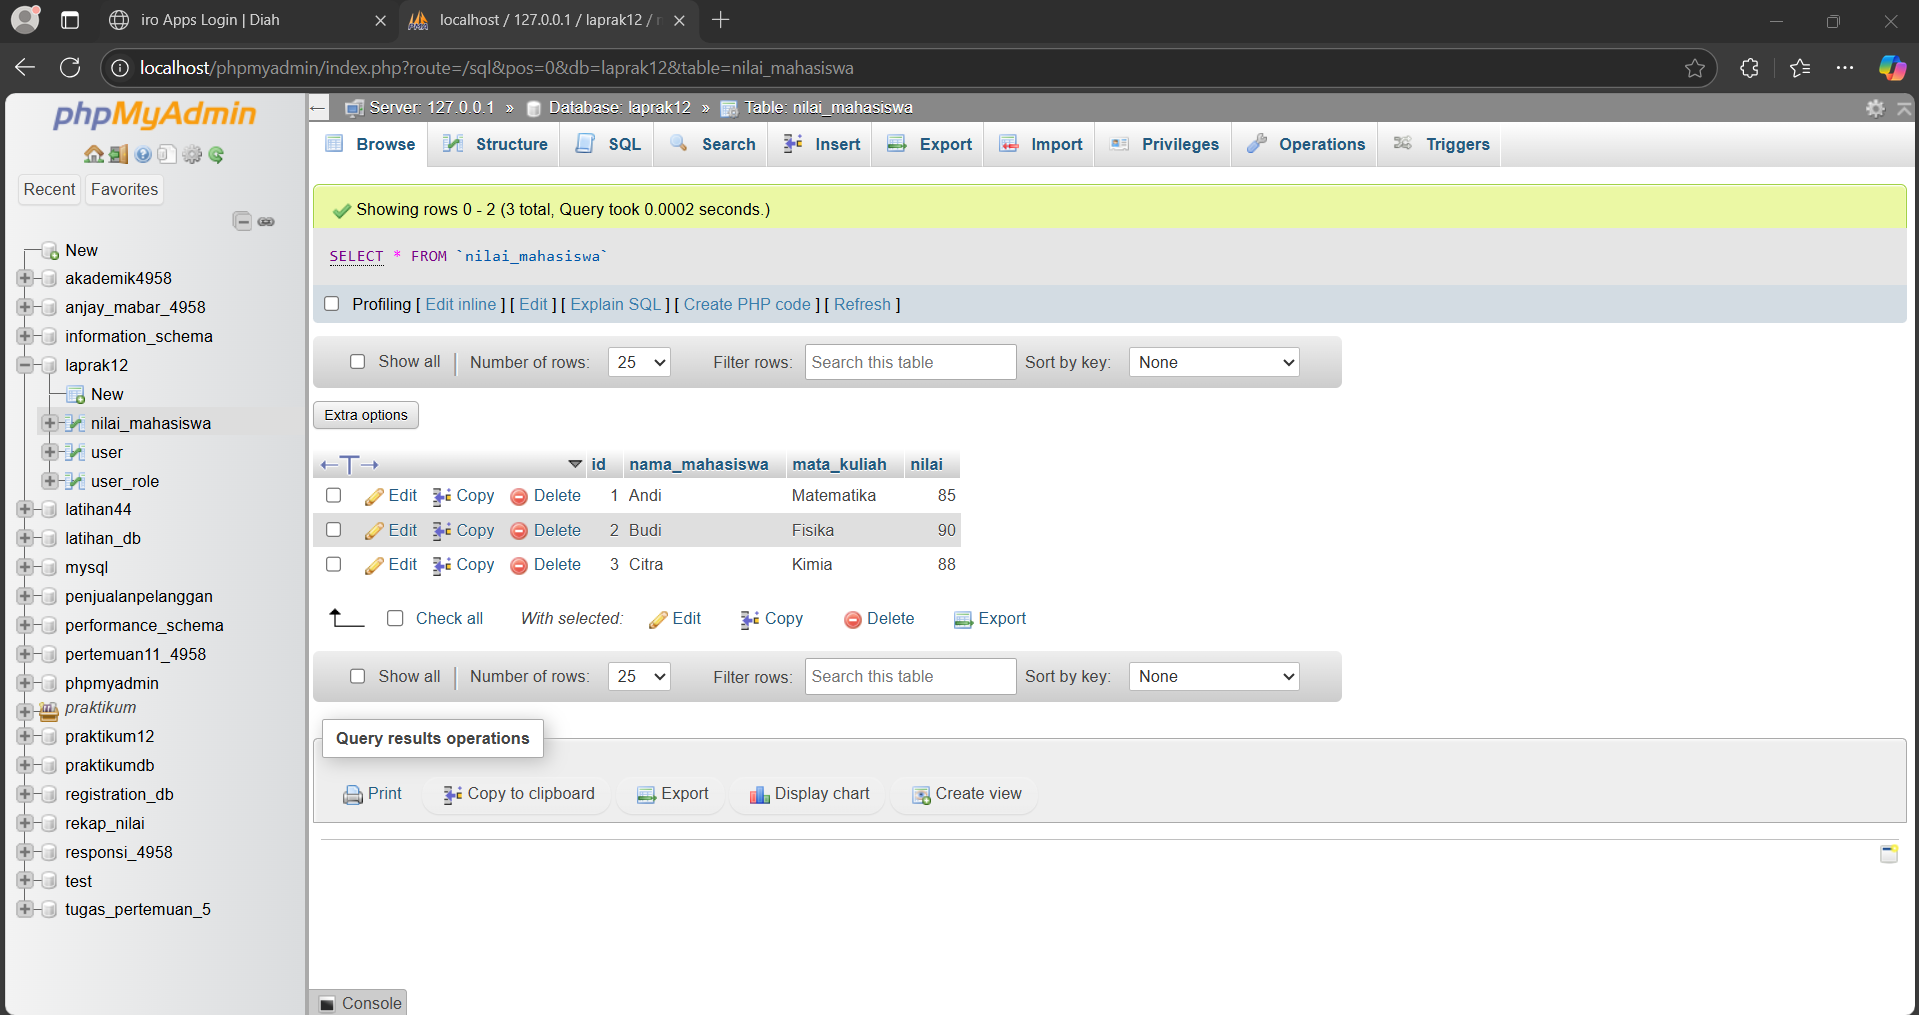 iro Apps Login | Diah
localhost / 127.0.0.1 / laprak12 /
localhost/phpmyadmin/index.php?route=/sql&pos=0&db=laprak12&table=nilai_mahasiswa
phpMyAdmin
Recent Favorites
New
akademik4958
anjay_mabar_4958
information_schema
laprak12
New
nilai_mahasiswa
user
user_role
latihan44
latihan_db
mysql
penjualanpelanggan
performance_schema
pertemuan11_4958
phpmyadmin
praktikum
praktikum12
praktikumdb
registration_db
rekap_nilai
responsi_4958
test
tugas_pertemuan_5
Server: 127.0.0.1 » Database: laprak12 » Table: nilai_mahasiswa
Browse Structure SQL Search Insert Export Import Privileges Operations Triggers
Showing rows 0 - 2 (3 total, Query took 0.0002 seconds.)
SELECT * FROM `nilai_mahasiswa`
Profiling [ Edit inline ] [ Edit ] [ Explain SQL ] [ Create PHP code ] [ Refresh ]
Show all Number of rows: 25 Filter rows: Search this table Sort by key: None
Extra options
id nama_mahasiswa mata_kuliah nilai
Edit Copy Delete 1 Andi Matematika 85
Edit Copy Delete 2 Budi Fisika 90
Edit Copy Delete 3 Citra Kimia 88
Check all With selected: Edit Copy Delete Export
Show all Number of rows: 25 Filter rows: Search this table Sort by key: None
Query results operations
Print Copy to clipboard Export Display chart Create view
Console